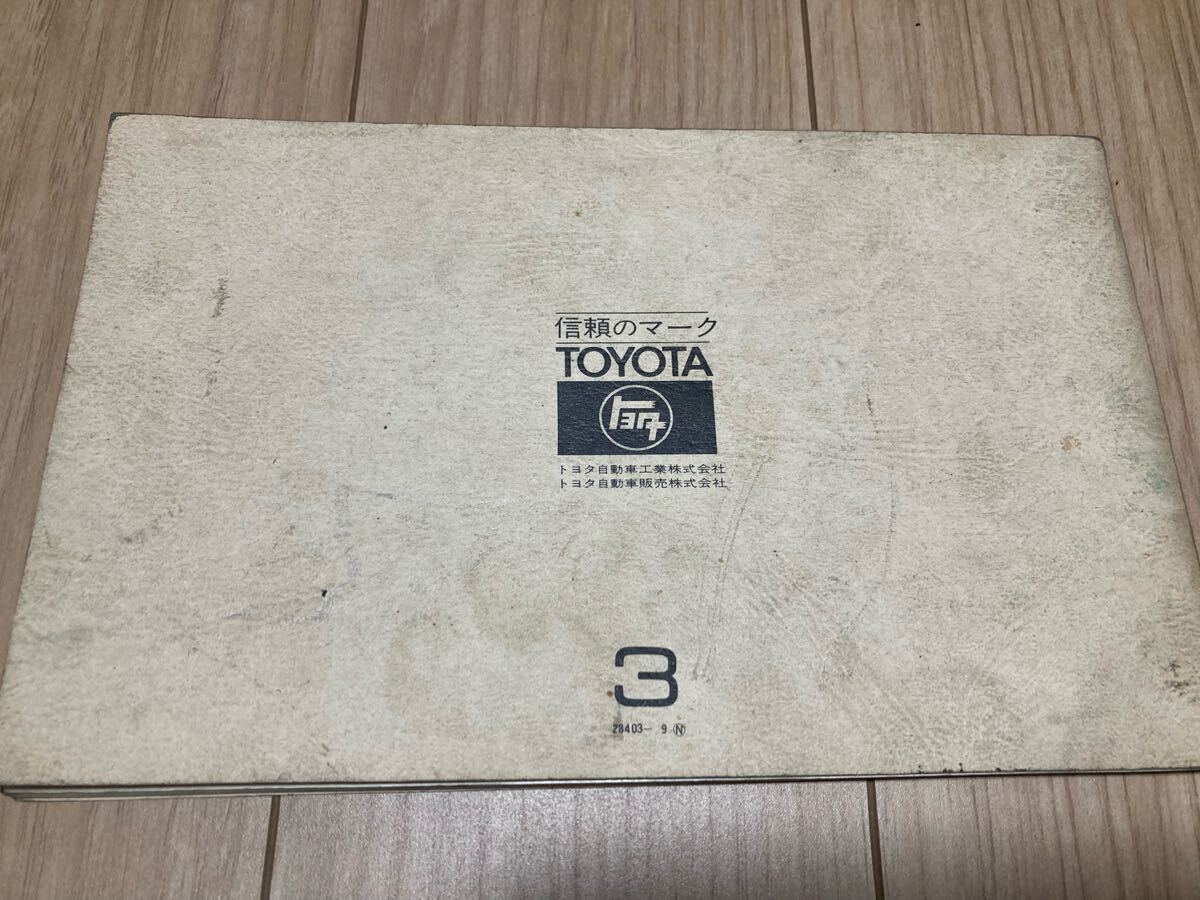 信頼のマーク
TOYOTA
トヨタ
トヨタ自動車工業株式会社
トヨタ自動車販売株式会社
3
28403- 9 Ⓝ